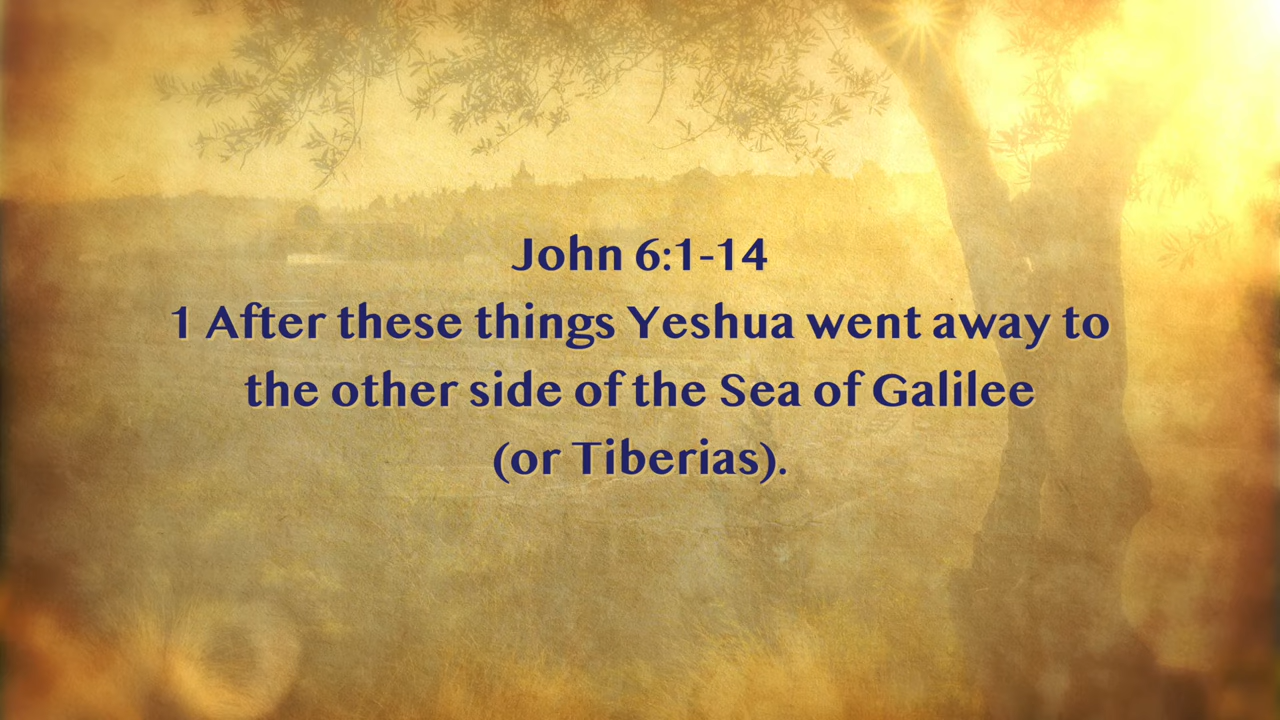 John 6:1-14
1 After these things Yeshua went away to
the other side of the Sea of Galilee
(or Tiberias).